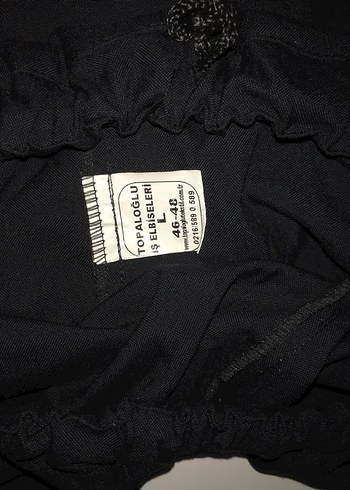 TOPALOĞLU
İŞ ELBİSELERİ
L
46-48
0216 589 0 589